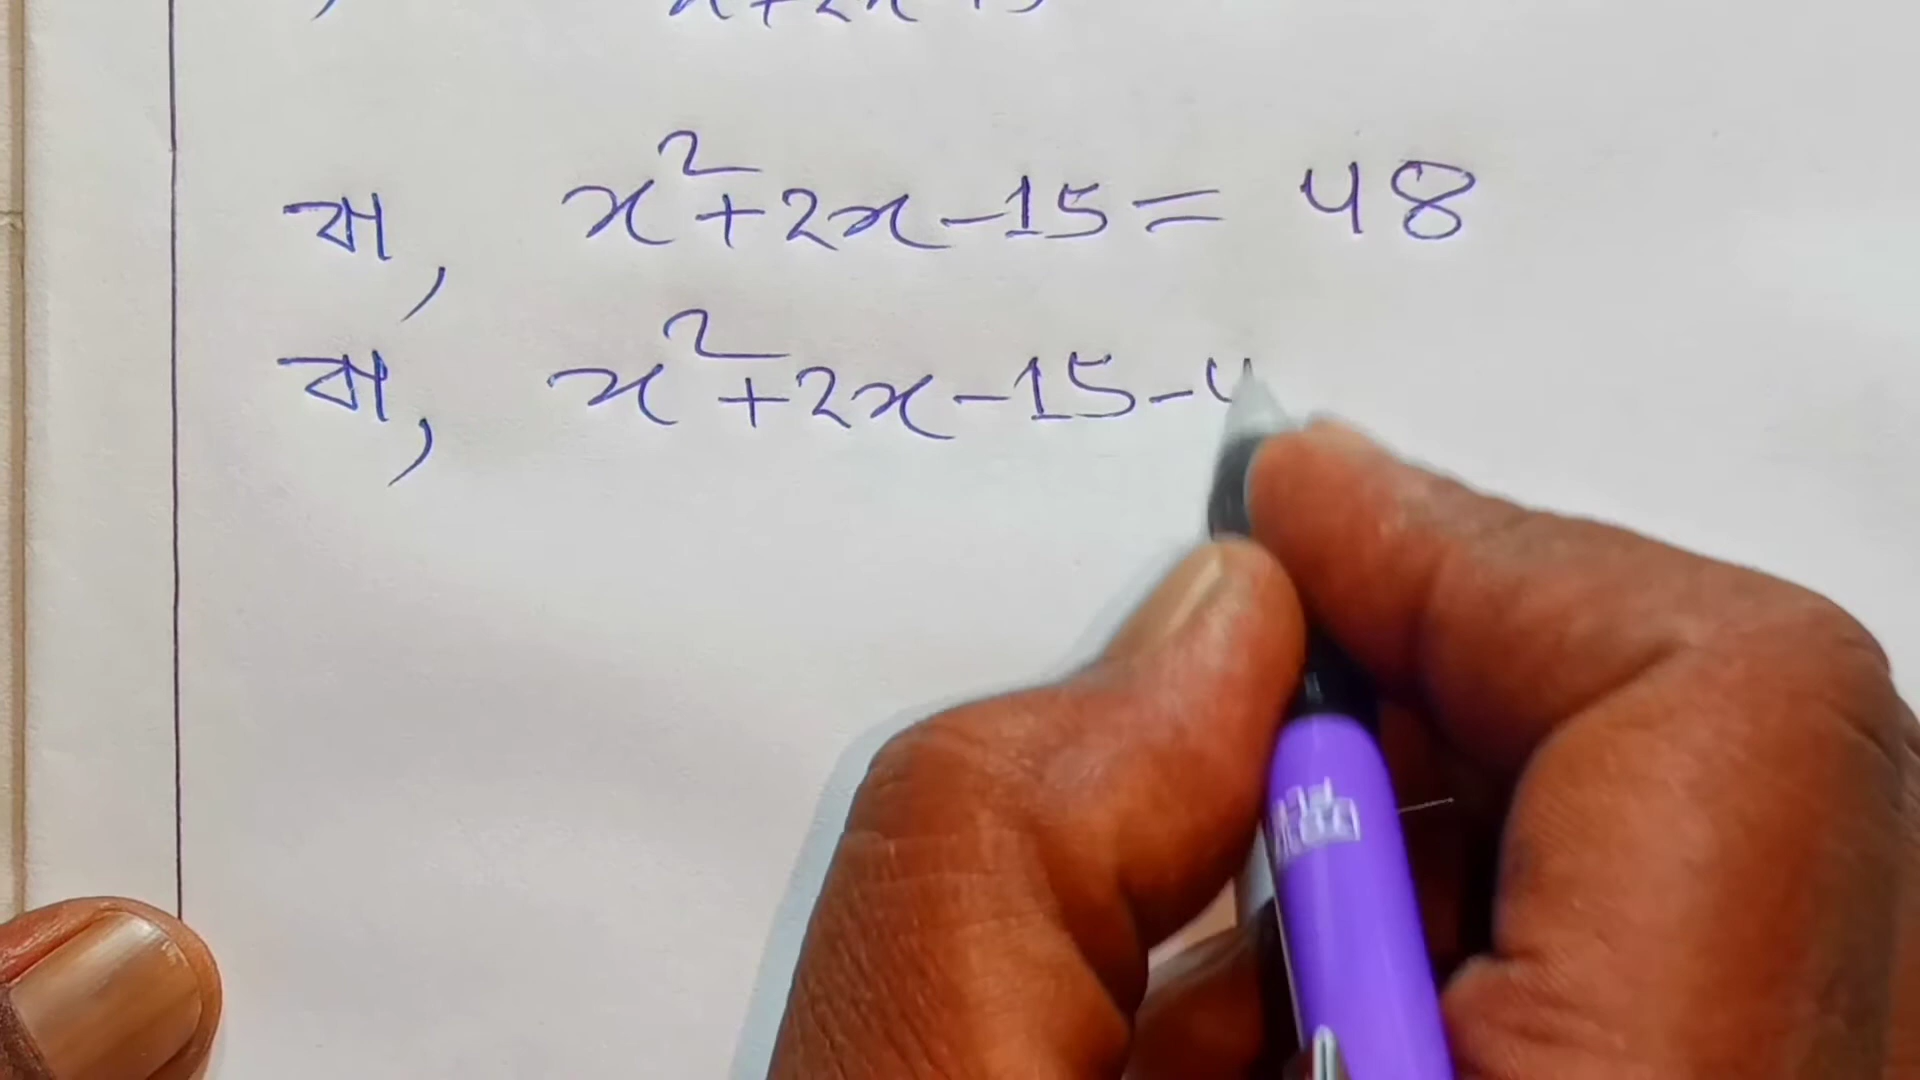 বা, x²+2x-15= 48
বা, x²+2x-15-4